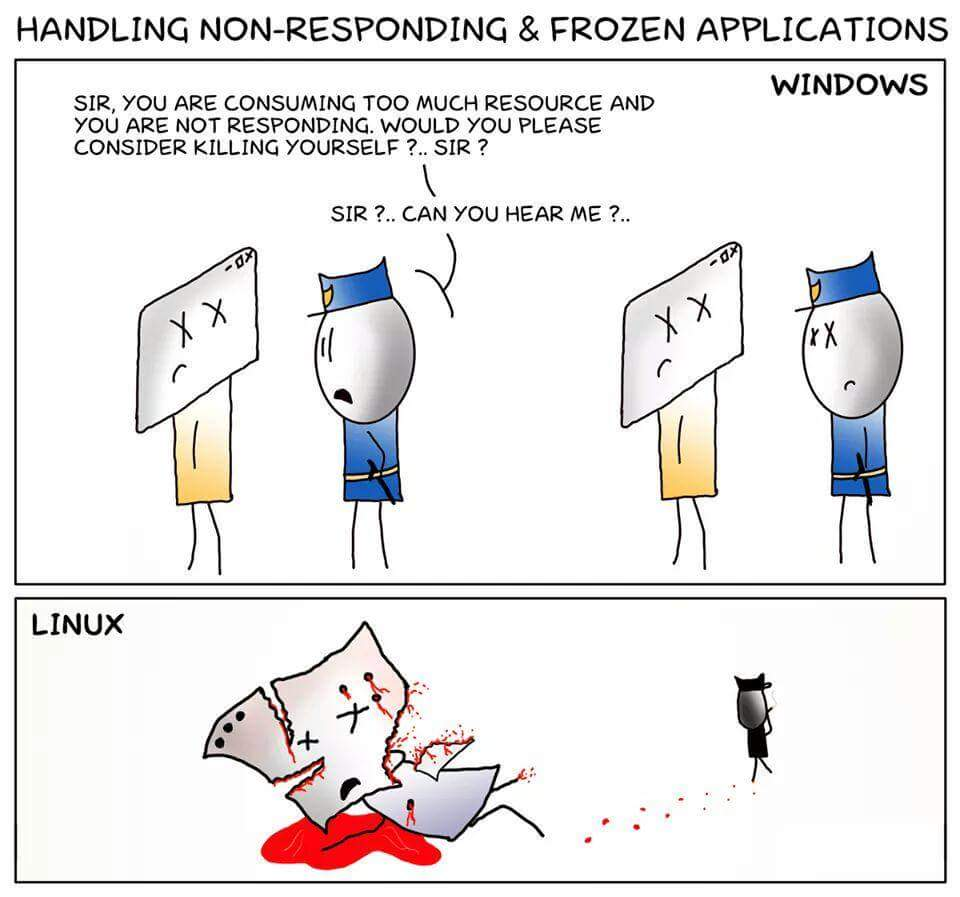 HANDLING NON-RESPONDING & FROZEN APPLICATIONS
WINDOWS
SIR, YOU ARE CONSUMING TOO MUCH RESOURCE AND
YOU ARE NOT RESPONDING. WOULD YOU PLEASE
CONSIDER KILLING YOURSELF ?.. SIR ?
SIR ?.. CAN YOU HEAR ME ?..
LINUX